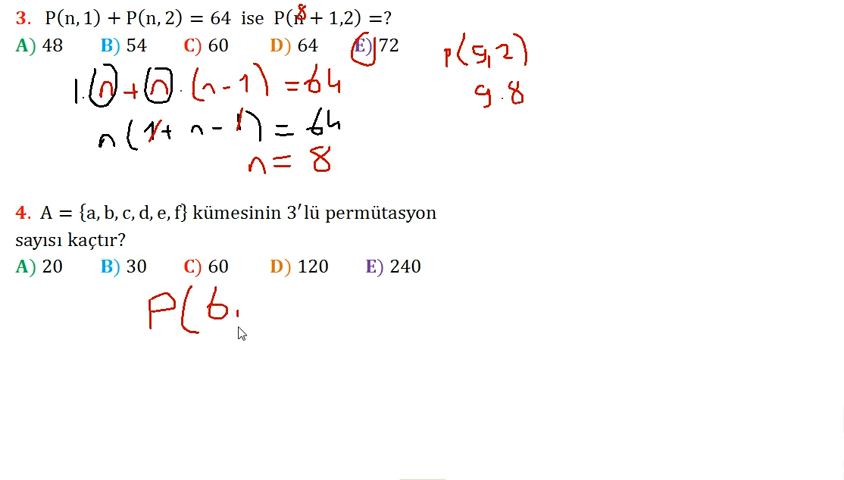 3. P(n, 1) + P(n, 2) = 64 ise P(n + 1,2) =?
8
A) 48 B) 54 C) 60 D) 64 E) 72
P(9,2)
9.8
1.n + n.(n-1) = 64
n(1+n-1) = 64
n = 8
4. A = {a, b, c, d, e, f} kümesinin 3'lü permütasyon
sayısı kaçtır?
A) 20 B) 30 C) 60 D) 120 E) 240
P(6,